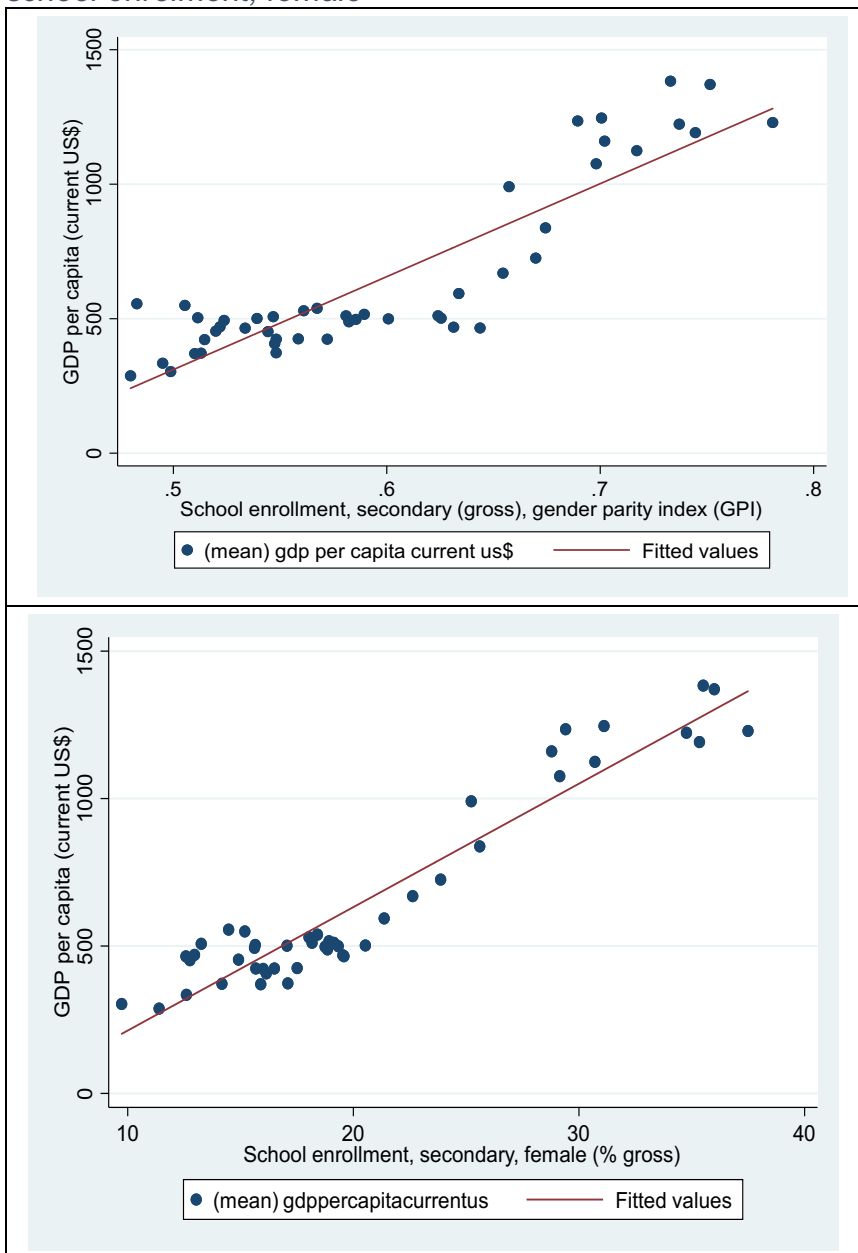 school enrolment, female
1500
1000
500
0
GDP per capita (current US$)
.5 .6 .7 .8
School enrollment, secondary (gross), gender parity index (GPI)
(mean) gdp per capita current us$ Fitted values
1500
1000
500
0
GDP per capita (current US$)
10 20 30 40
School enrollment, secondary, female (% gross)
(mean) gdppercapitacurrentus Fitted values